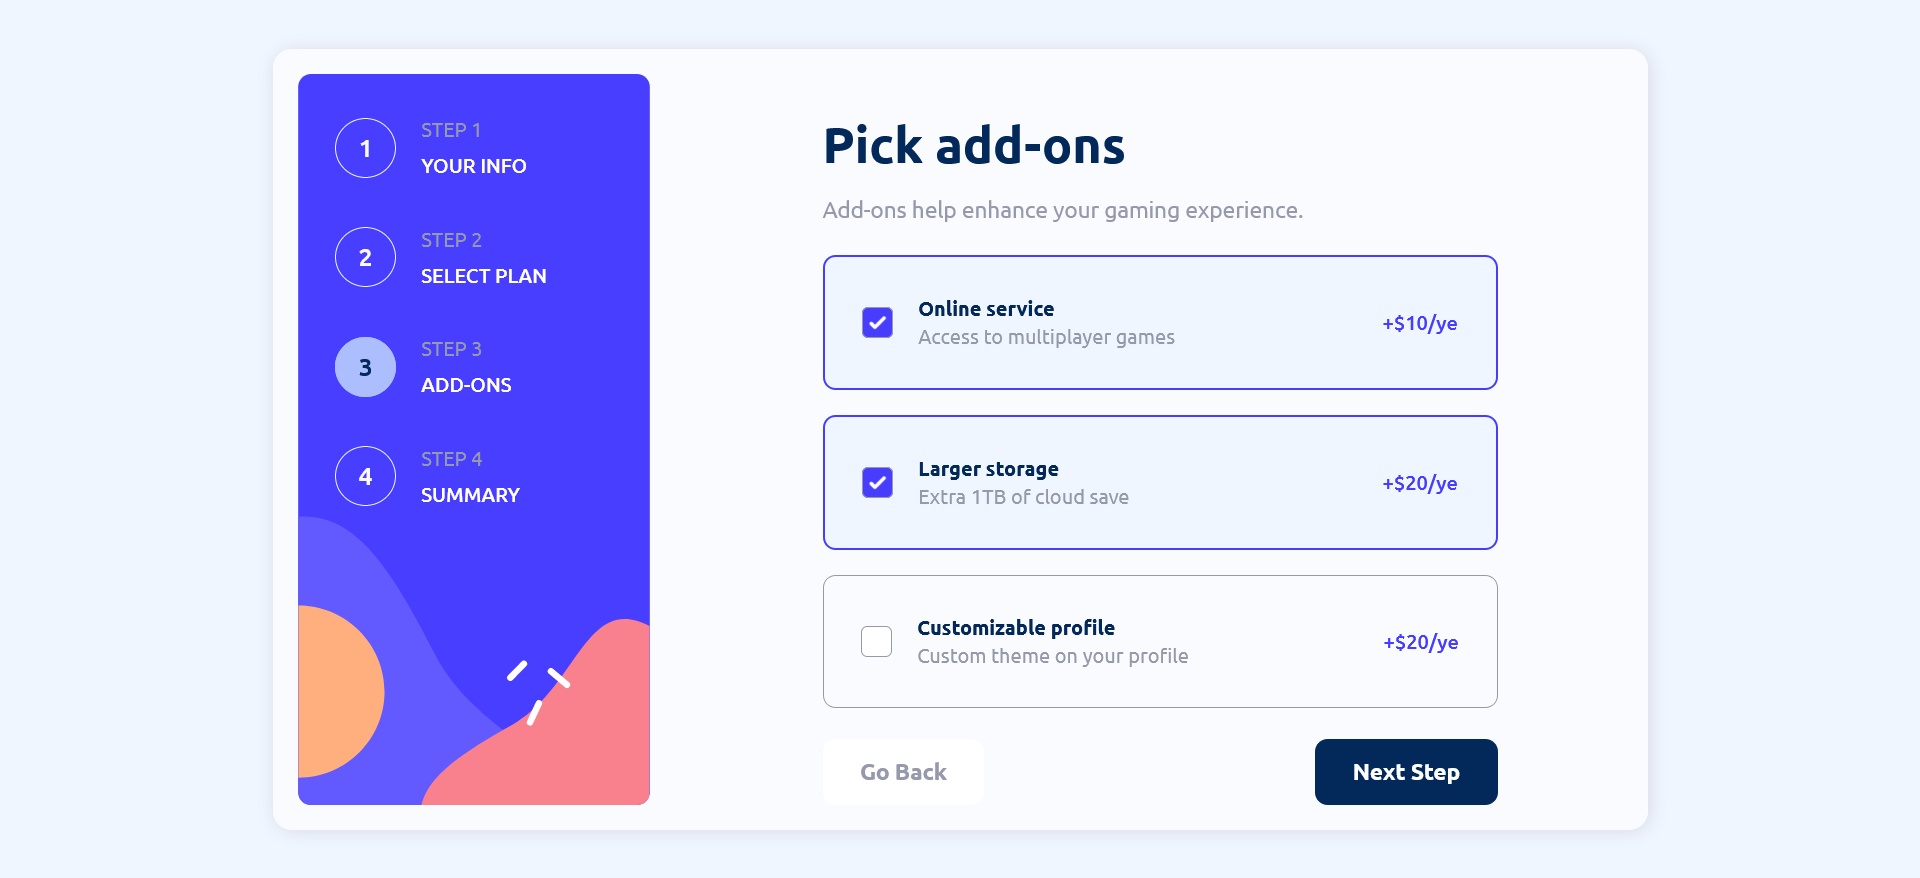 1
STEP 1
YOUR INFO
2
STEP 2
SELECT PLAN
3
STEP 3
ADD-ONS
4
STEP 4
SUMMARY
Pick add-ons
Add-ons help enhance your gaming experience.
Online service
Access to multiplayer games
+$10/ye
Larger storage
Extra 1TB of cloud save
+$20/ye
Customizable profile
Custom theme on your profile
+$20/ye
Go Back
Next Step